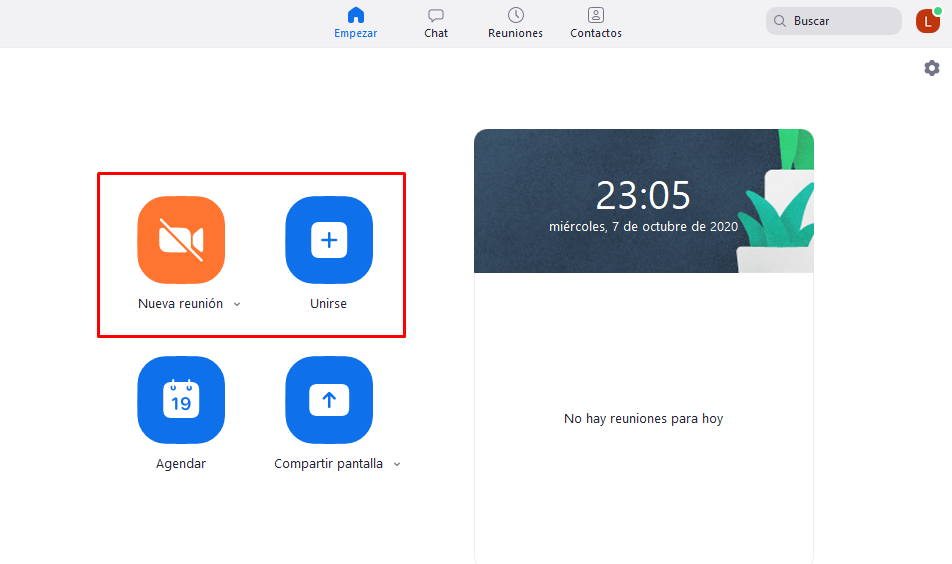 Empezar
Chat
Reuniones
Contactos
Buscar
L
23:05
miércoles, 7 de octubre de 2020
Nueva reunión
Unirse
19
Agendar
Compartir pantalla
No hay reuniones para hoy